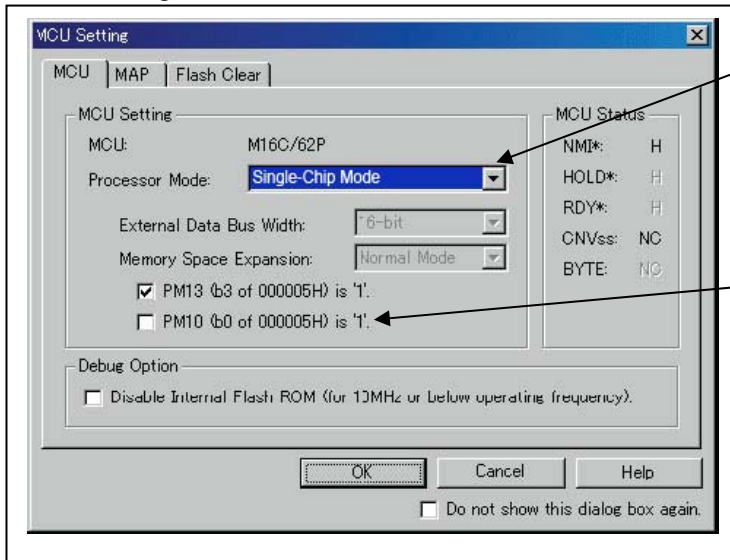 MCU Setting
MCU MAP Flash Clear
MCU Setting
MCU: M16C/62P
Processor Mode: Single-Chip Mode
External Data Bus Width: 16-bit
Memory Space Expansion: Normal Mode
PM13 (b3 of 000005H) is '1'.
PM10 (b0 of 000005H) is '1'.
MCU Status
NMI*: H
HOLD*: H
RDY*: H
CNVss: NC
BYTE: NC
Debug Option
Disable Internal Flash ROM (for 10MHz or below operating frequency).
OK Cancel Help
Do not show this dialog box again.